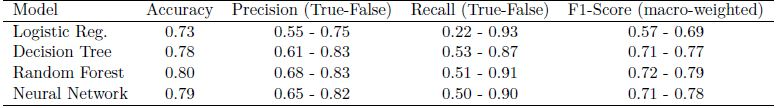 Model Accuracy Precision (True-False) Recall (True-False) F1-Score (macro-weighted)
Logistic Reg. 0.73 0.55 - 0.75 0.22 - 0.93 0.57 - 0.69
Decision Tree 0.78 0.61 - 0.83 0.53 - 0.87 0.71 - 0.77
Random Forest 0.80 0.68 - 0.83 0.51 - 0.91 0.72 - 0.79
Neural Network 0.79 0.65 - 0.82 0.50 - 0.90 0.71 - 0.78